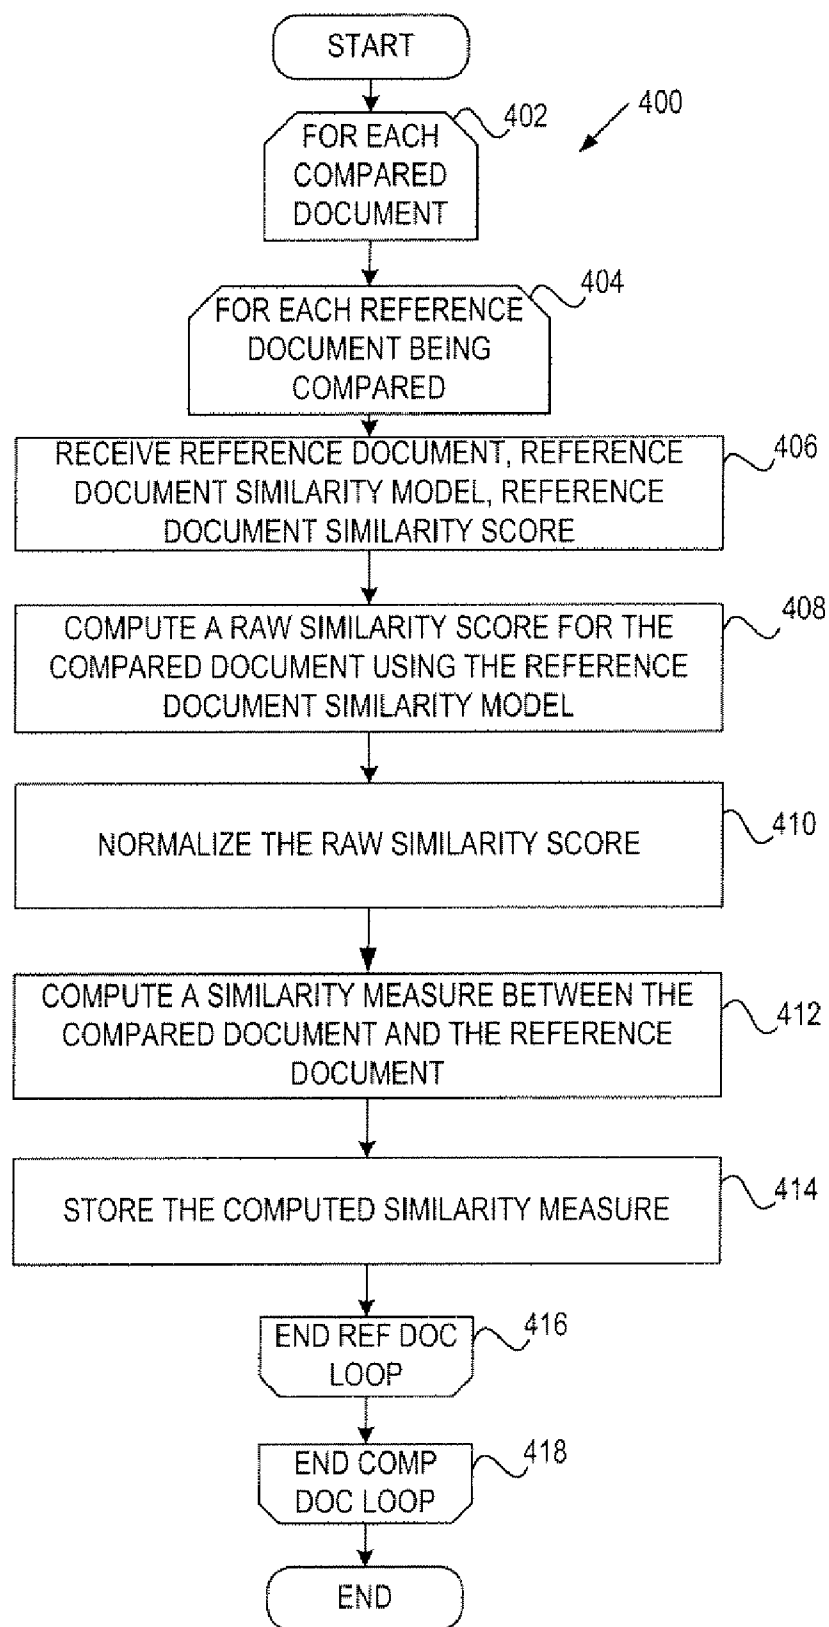 START
402
400
FOR EACH
COMPARED
DOCUMENT
404
FOR EACH REFERENCE
DOCUMENT BEING
COMPARED
406
RECEIVE REFERENCE DOCUMENT, REFERENCE
DOCUMENT SIMILARITY MODEL, REFERENCE
DOCUMENT SIMILARITY SCORE
408
COMPUTE A RAW SIMILARITY SCORE FOR THE
COMPARED DOCUMENT USING THE REFERENCE
DOCUMENT SIMILARITY MODEL
410
NORMALIZE THE RAW SIMILARITY SCORE
412
COMPUTE A SIMILARITY MEASURE BETWEEN THE
COMPARED DOCUMENT AND THE REFERENCE
DOCUMENT
414
STORE THE COMPUTED SIMILARITY MEASURE
416
END REF DOC
LOOP
418
END COMP
DOC LOOP
END